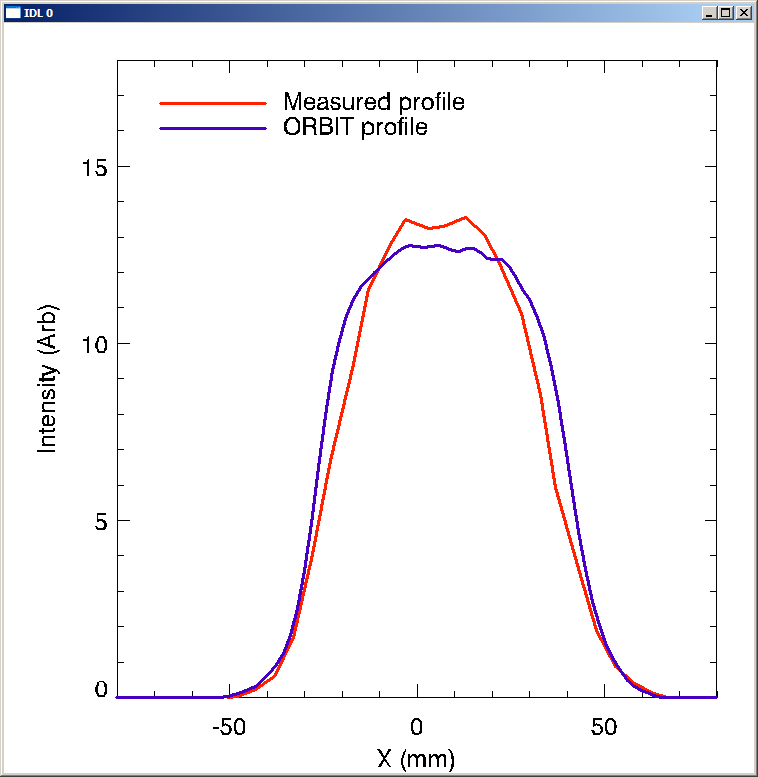 IDL 0
Measured profile
ORBIT profile
15
10
5
0
Intensity (Arb)
-50 0 50
X (mm)